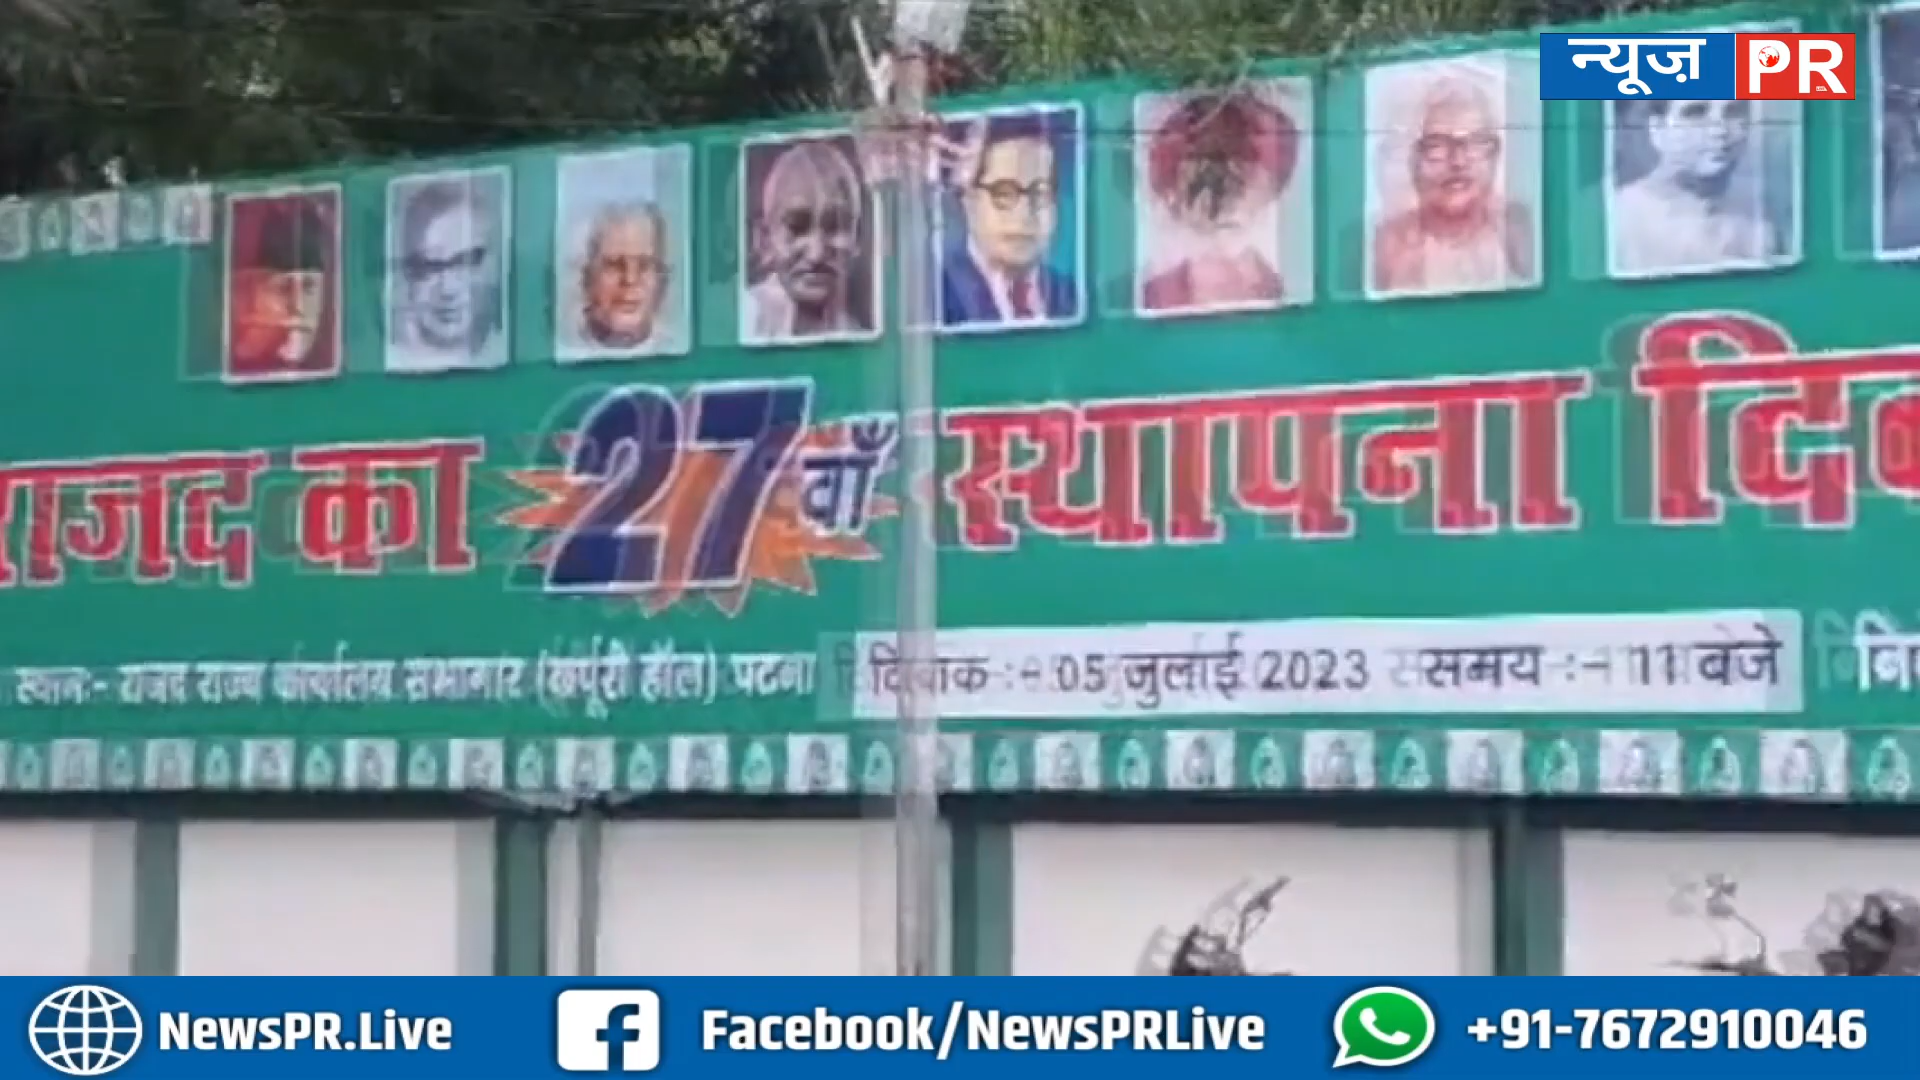 न्यूज़ PR
राजद का 27 वाँ स्थापना दिव
स्थान:- राजद राज्य कार्यालय सभागार (कर्पूरी हॉल) पटना दिनांक :- 05 जुलाई 2023 समय :- 11 बजे
NewsPR.Live Facebook/NewsPRLive +91-7672910046